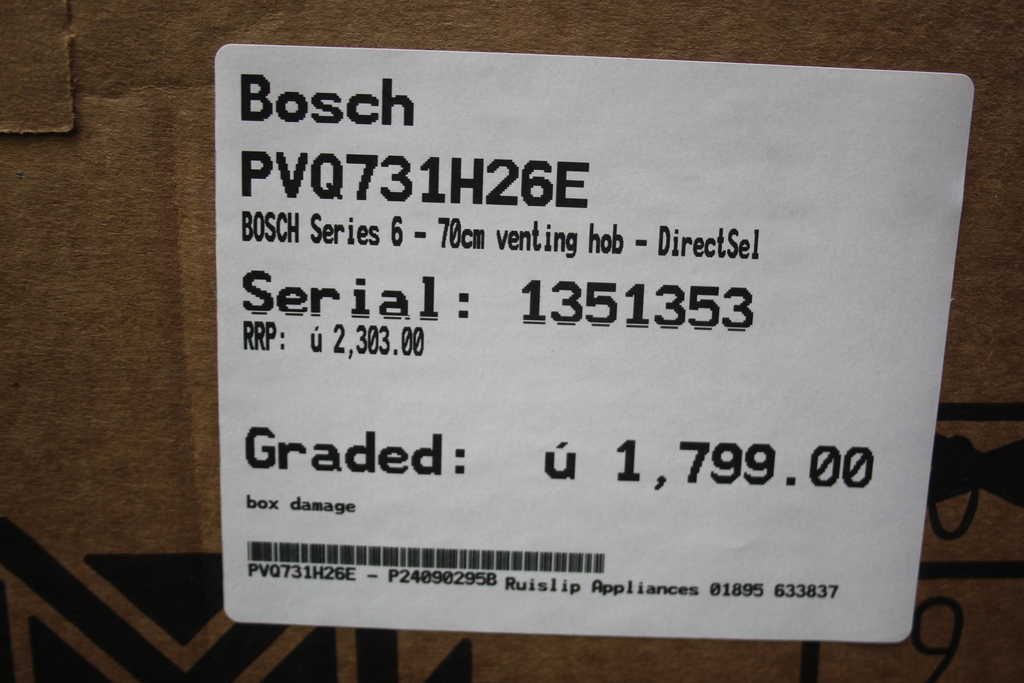 Bosch
PVQ731H26E
BOSCH Series 6 - 70cm venting hob - DirectSel
Serial: 1351353
RRP: ú 2,303.00
Graded: ú 1,799.00
box damage
PVQ731H26E - P24090295B Ruislip Appliances 01895 633837
9